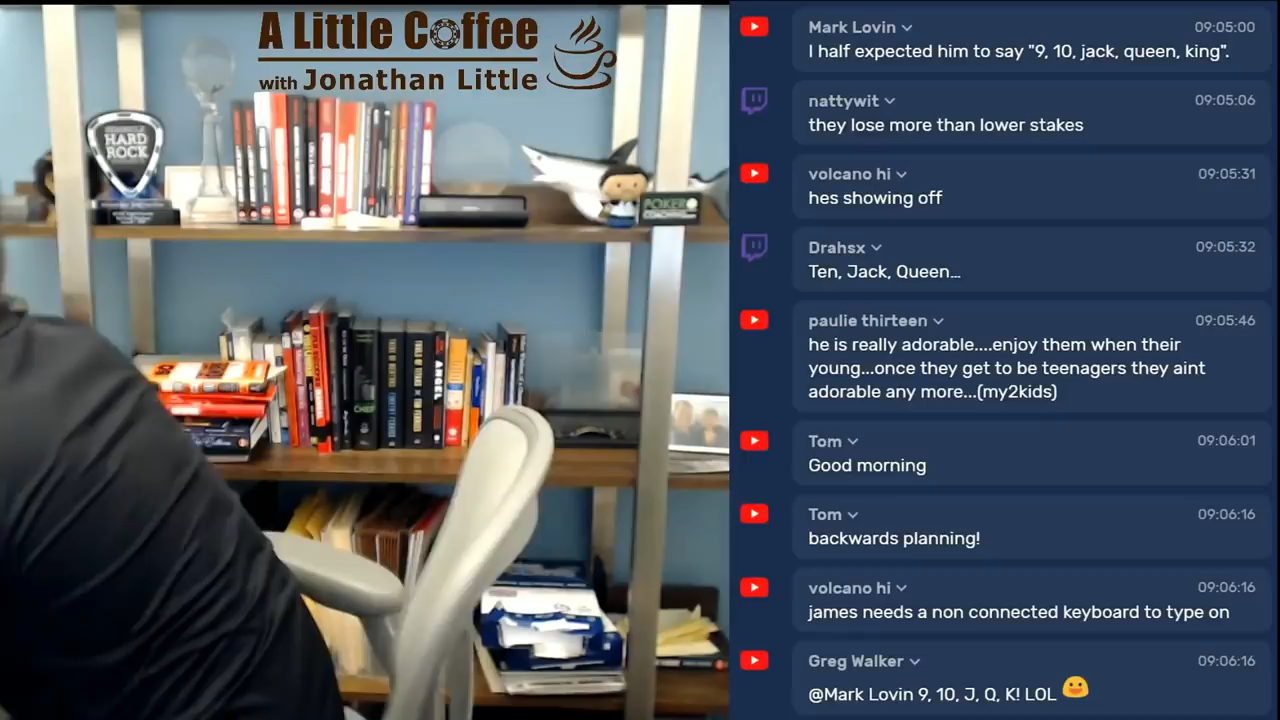 A Little Coffee
with Jonathan Little
HARD
ROCK
POKER
COACHING
ANGEL
CHEF
Mark Lovin
09:05:00
I half expected him to say "9, 10, jack, queen, king".
nattywit
09:05:06
they lose more than lower stakes
volcano hi
09:05:31
hes showing off
Drahsx
09:05:32
Ten, Jack, Queen...
paulie thirteen
09:05:46
he is really adorable....enjoy them when their
young...once they get to be teenagers they aint
adorable any more...(my2kids)
Tom
09:06:01
Good morning
Tom
09:06:16
backwards planning!
volcano hi
09:06:16
james needs a non connected keyboard to type on
Greg Walker
09:06:16
@Mark Lovin 9, 10, J, Q, K! LOL